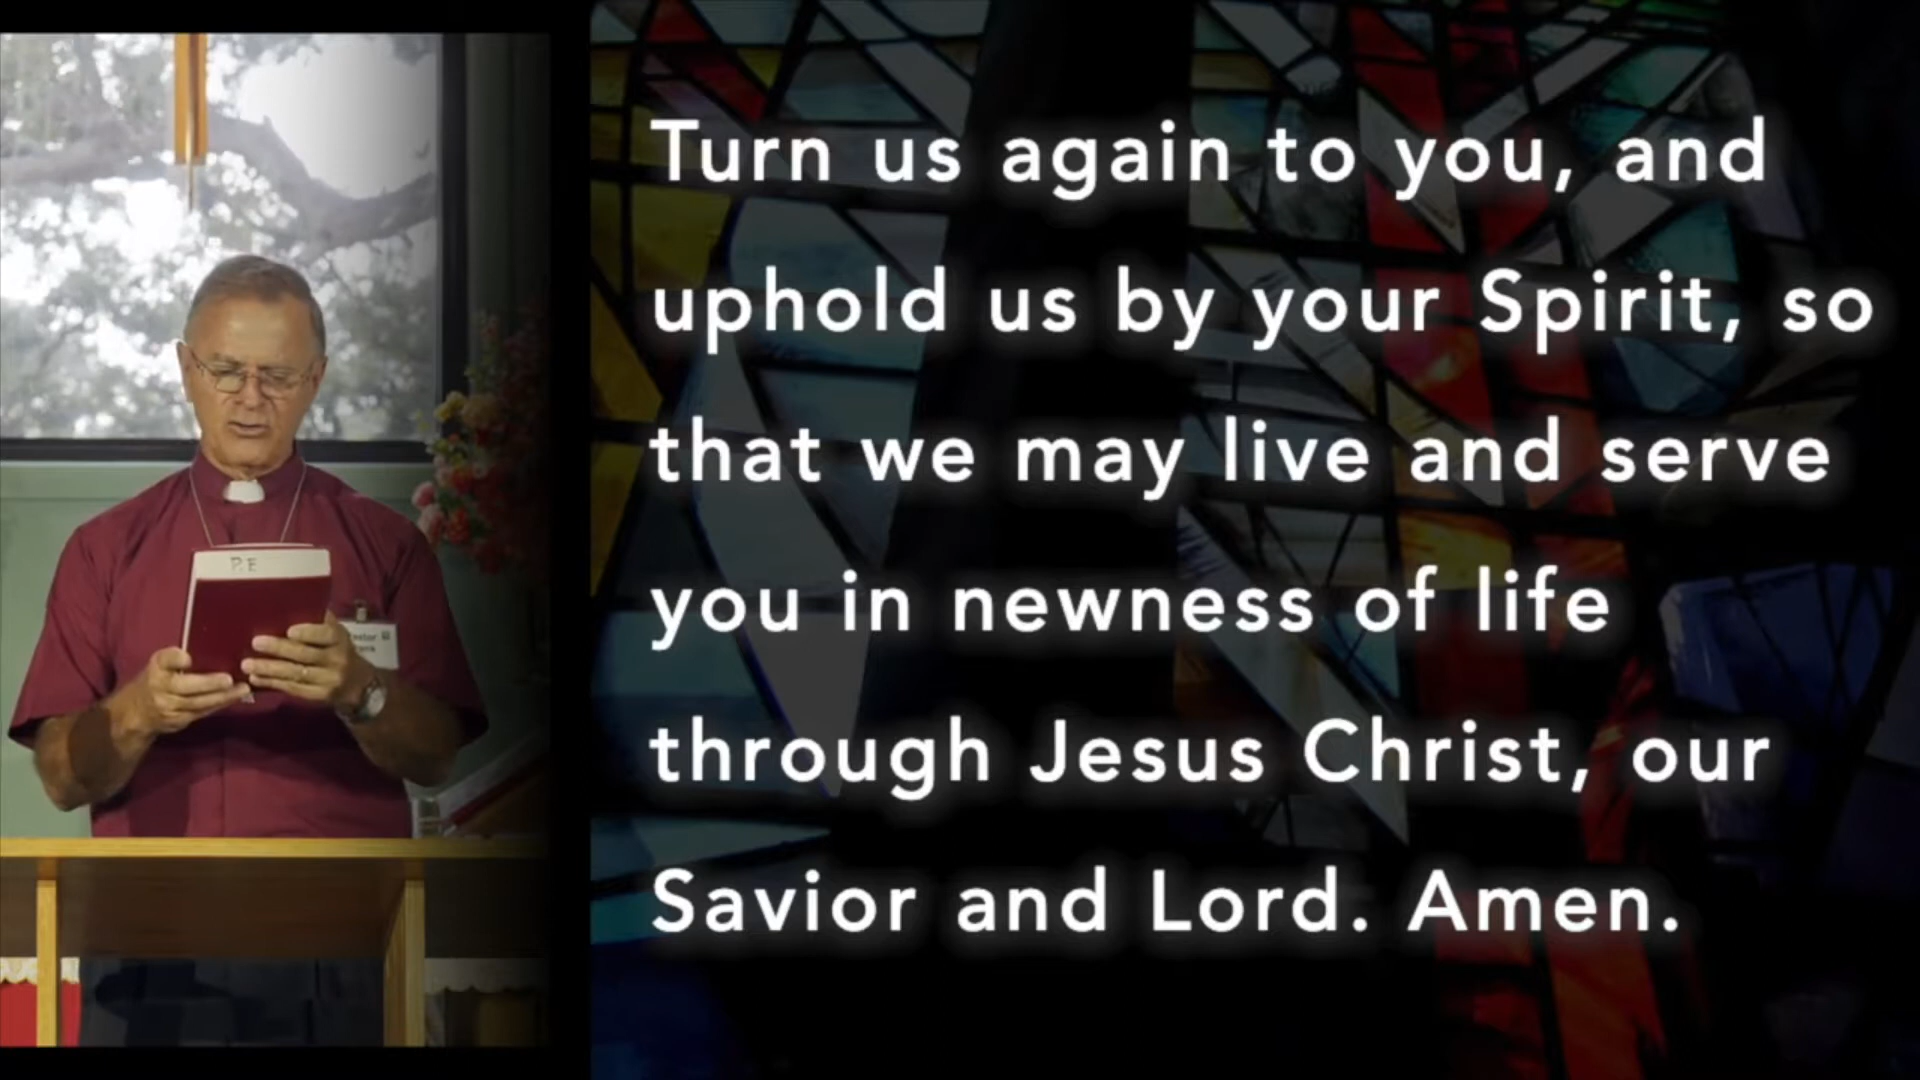 Turn us again to you, and
uphold us by your Spirit, so
that we may live and serve
you in newness of life
through Jesus Christ, our
Savior and Lord. Amen.
P.E